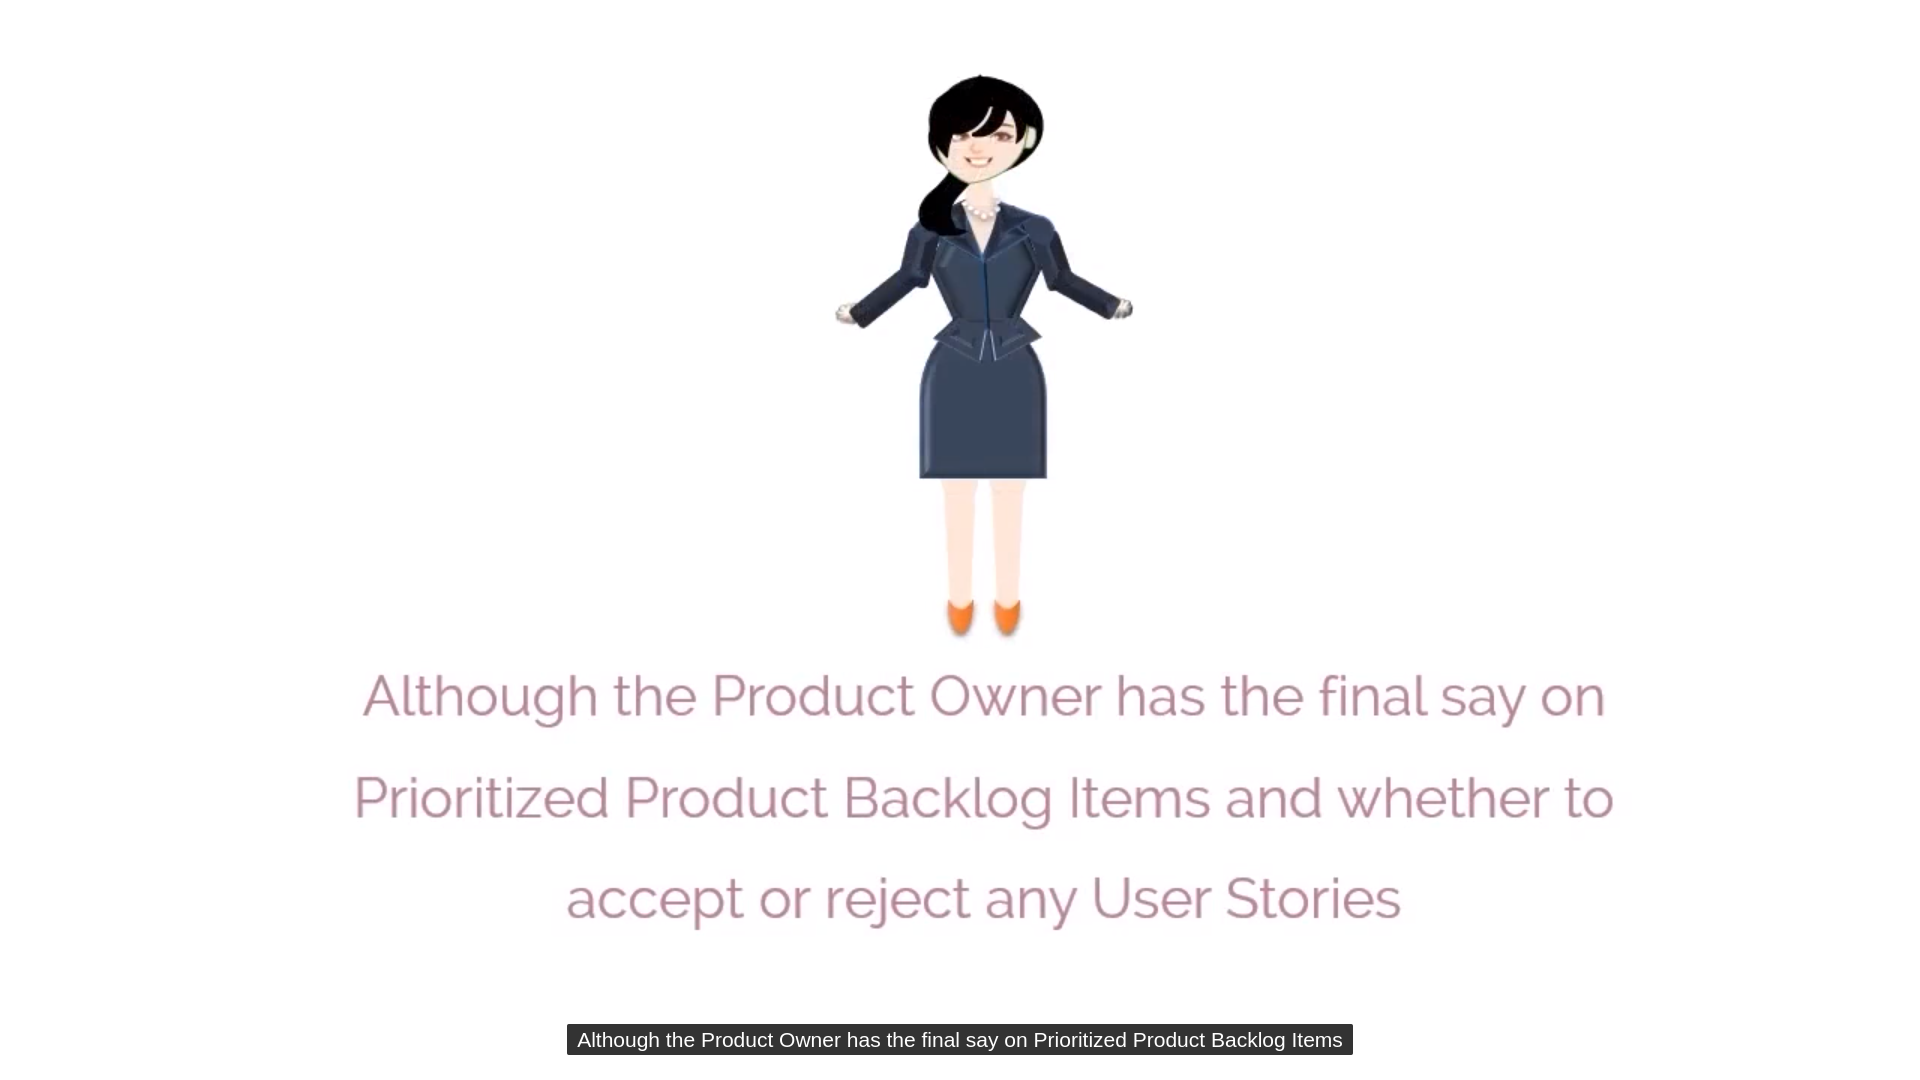 Although the Product Owner has the final say on
Prioritized Product Backlog Items and whether to
accept or reject any User Stories
Although the Product Owner has the final say on Prioritized Product Backlog Items